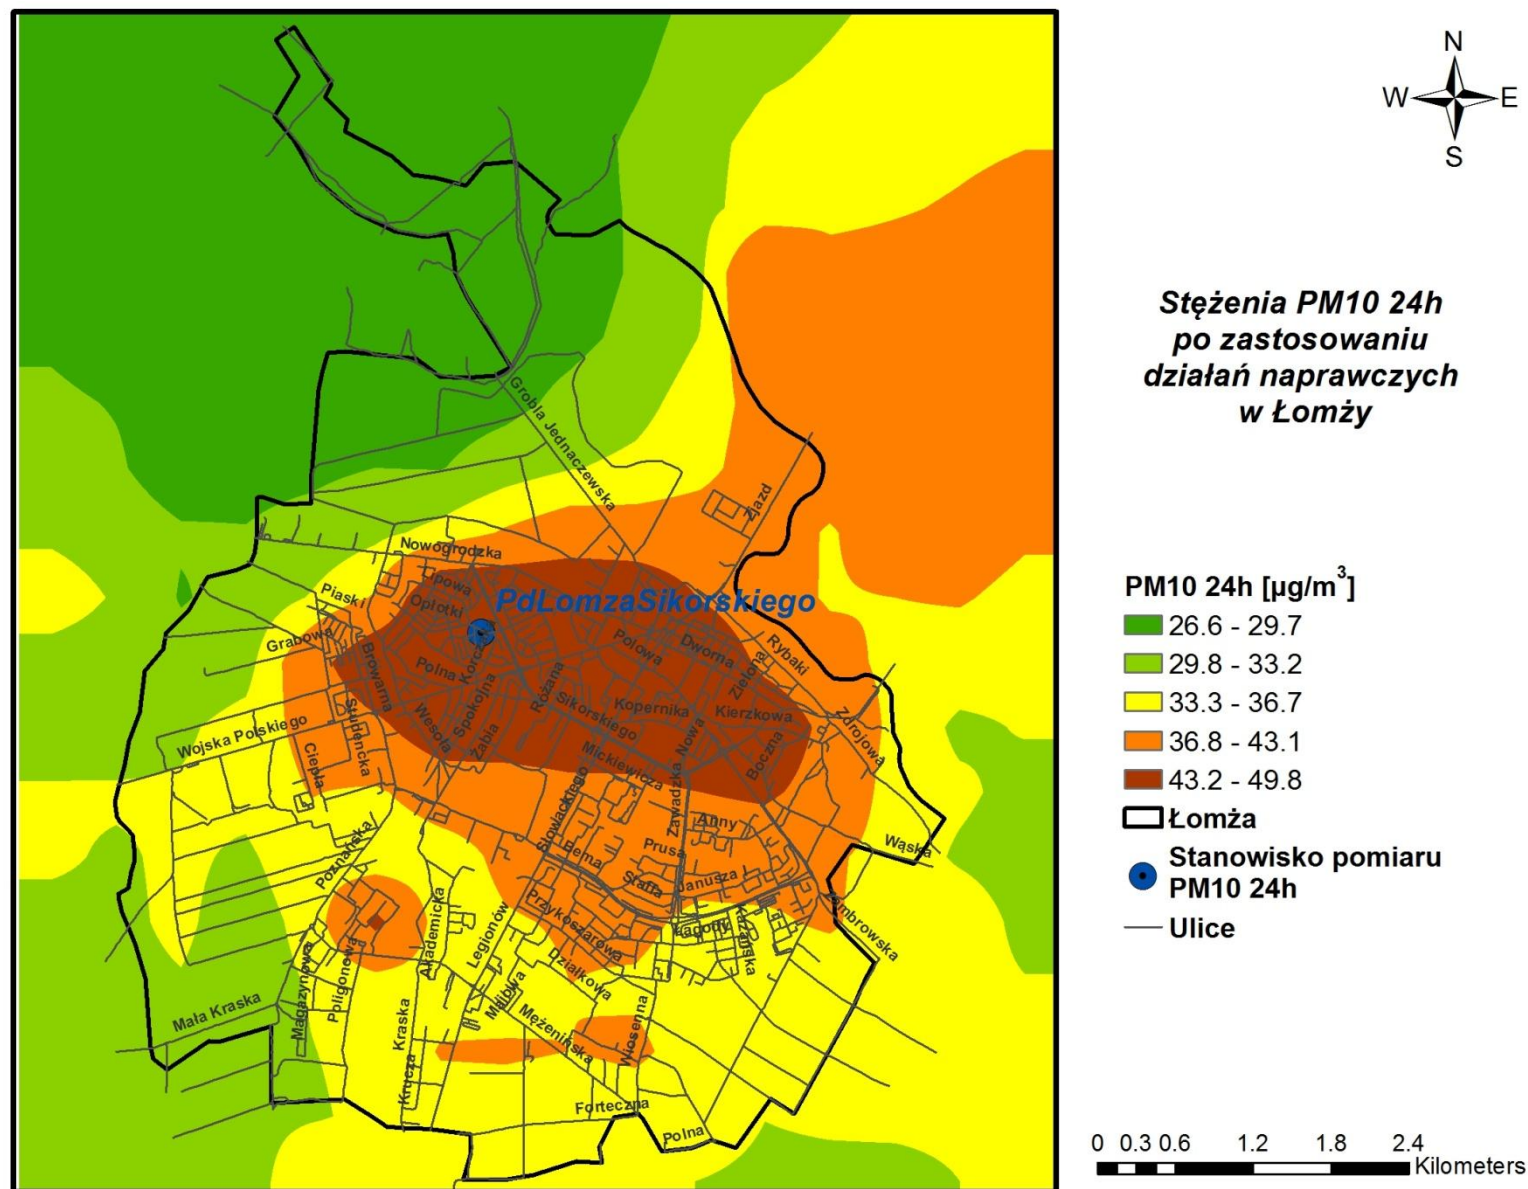 N
W E
S
Stężenia PM10 24h
po zastosowaniu
działań naprawczych
w Łomży
PM10 24h [µg/m³]
26.6 - 29.7
29.8 - 33.2
33.3 - 36.7
36.8 - 43.1
43.2 - 49.8
Łomża
Stanowisko pomiaru
PM10 24h
Ulice
0 0.3 0.6 1.2 1.8 2.4
Kilometers
Grobla Jednaczewska
Zjazd
Nowogrodzka
Lipowa
Piaski
Opłotki
PdLomzaSikorskiego
Grabowa
Browarna
Polna
Spokojna
Różana
Polowa
Dworna
Zielona
Rybaki
Sikorskiego
Kopernika
Kierzkowa
Nowa
Zdrojowa
Wojska Polskiego
Studencka
Wesoła
Żabia
Ciepła
Mickiewicza
Boczna
Słowackiego
Zawadzka
Anny
Wąska
Poznańska
Bema
Prusa
Staffa
Janusza I
Akademicka
Legionów
Przykoszarowa
Łagody
Kazańska
Magazynowa
Poligonowa
Malibwa
Działkowa
Mała Kraska
Kraska
Mężenińska
Wiosenna
Krucza
Forteczna
Polna